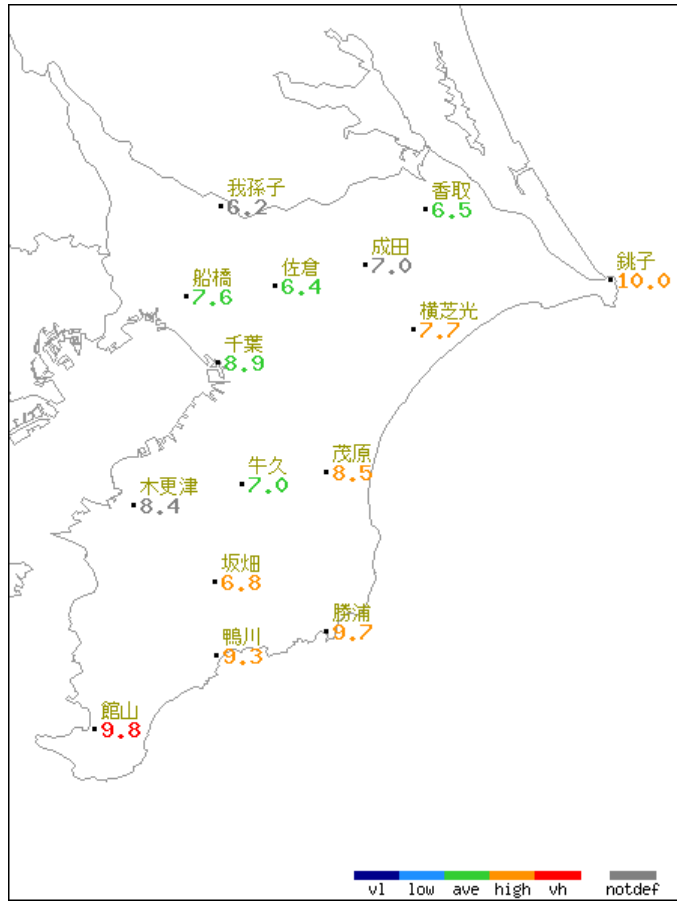 我孫子
6.2
香取
6.5
成田
7.0
佐倉
6.4
船橋
7.6
銚子
10.0
横芝光
7.7
千葉
8.9
茂原
8.5
牛久
7.0
木更津
8.4
坂畑
6.8
勝浦
9.7
鴨川
9.3
館山
9.8
vl low ave high vh notdef